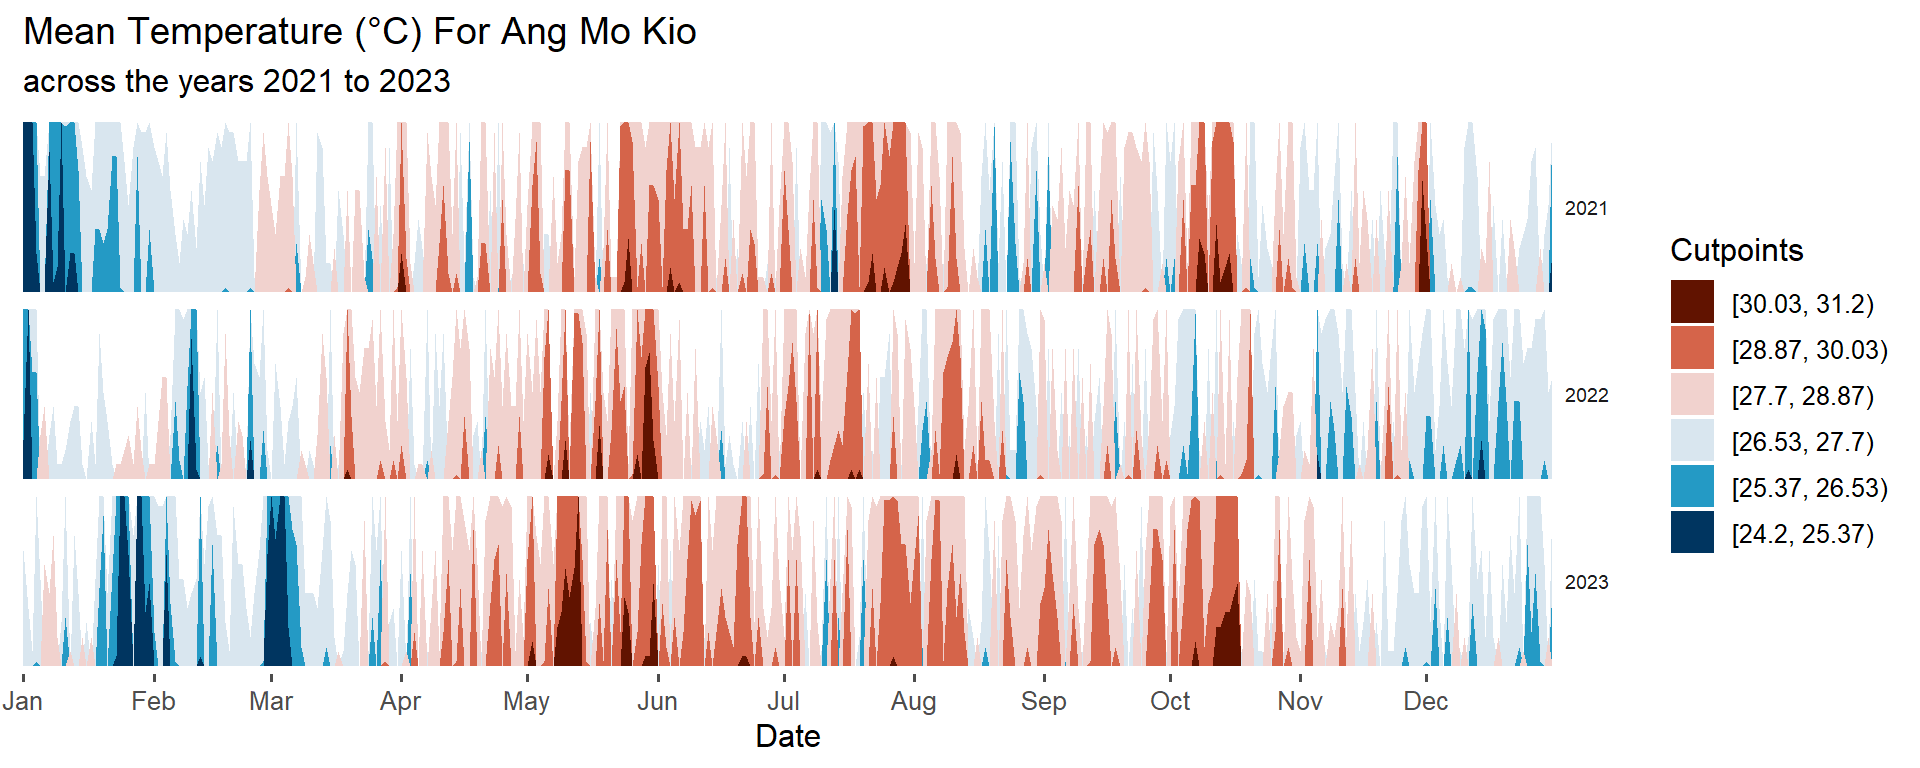 Mean Temperature (°C) For Ang Mo Kio
across the years 2021 to 2023
2021
2022
2023
Jan Feb Mar Apr May Jun Jul Aug Sep Oct Nov Dec
Date
Cutpoints
[30.03, 31.2)
[28.87, 30.03)
[27.7, 28.87)
[26.53, 27.7)
[25.37, 26.53)
[24.2, 25.37)